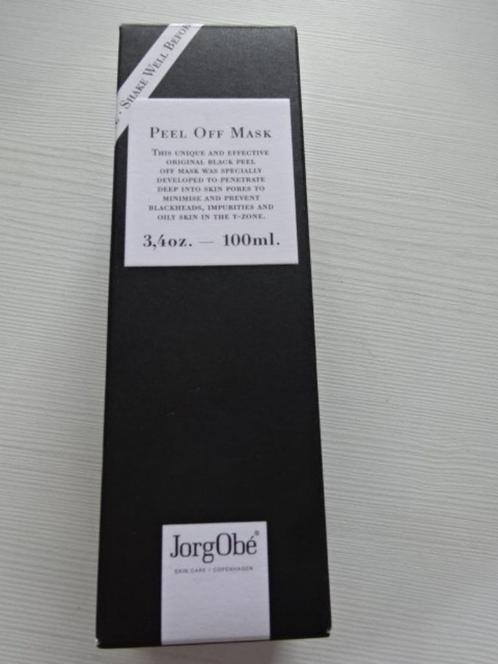 Shake Well Befor
Peel Off Mask
This unique and effective
original black peel
off mask was specially
developed to penetrate
deep into skin pores to
minimise and prevent
blackheads, impurities and
oily skin in the T-zone.
3,4oz. — 100ml.
JorgObé®
SKIN CARE / COPENHAGEN